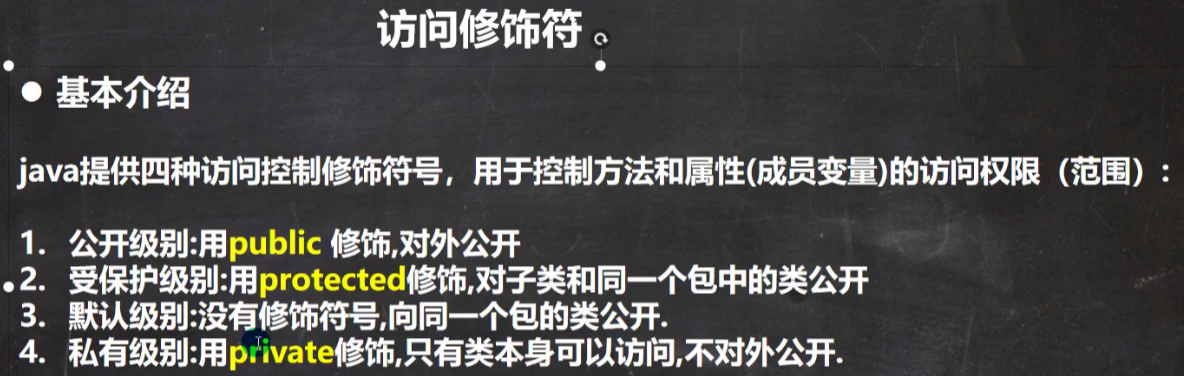 访问修饰符
● 基本介绍
java提供四种访问控制修饰符号，用于控制方法和属性(成员变量)的访问权限（范围）:
1. 公开级别:用public 修饰,对外公开
2. 受保护级别:用protected修饰,对子类和同一个包中的类公开
3. 默认级别:没有修饰符号,向同一个包的类公开.
4. 私有级别:用private修饰,只有类本身可以访问,不对外公开.